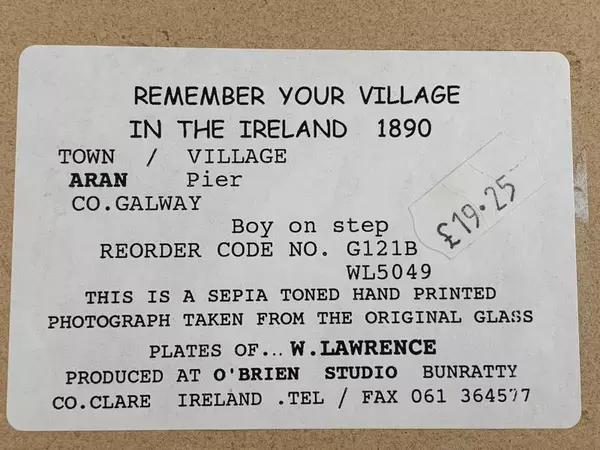 REMEMBER YOUR VILLAGE
IN THE IRELAND 1890
TOWN / VILLAGE
ARAN Pier
CO.GALWAY
£19.25
Boy on step
REORDER CODE NO. G121B
WL5049
THIS IS A SEPIA TONED HAND PRINTED
PHOTOGRAPH TAKEN FROM THE ORIGINAL GLASS
PLATES OF... W.LAWRENCE
PRODUCED AT O'BRIEN STUDIO BUNRATTY
CO.CLARE IRELAND .TEL / FAX 061 364577